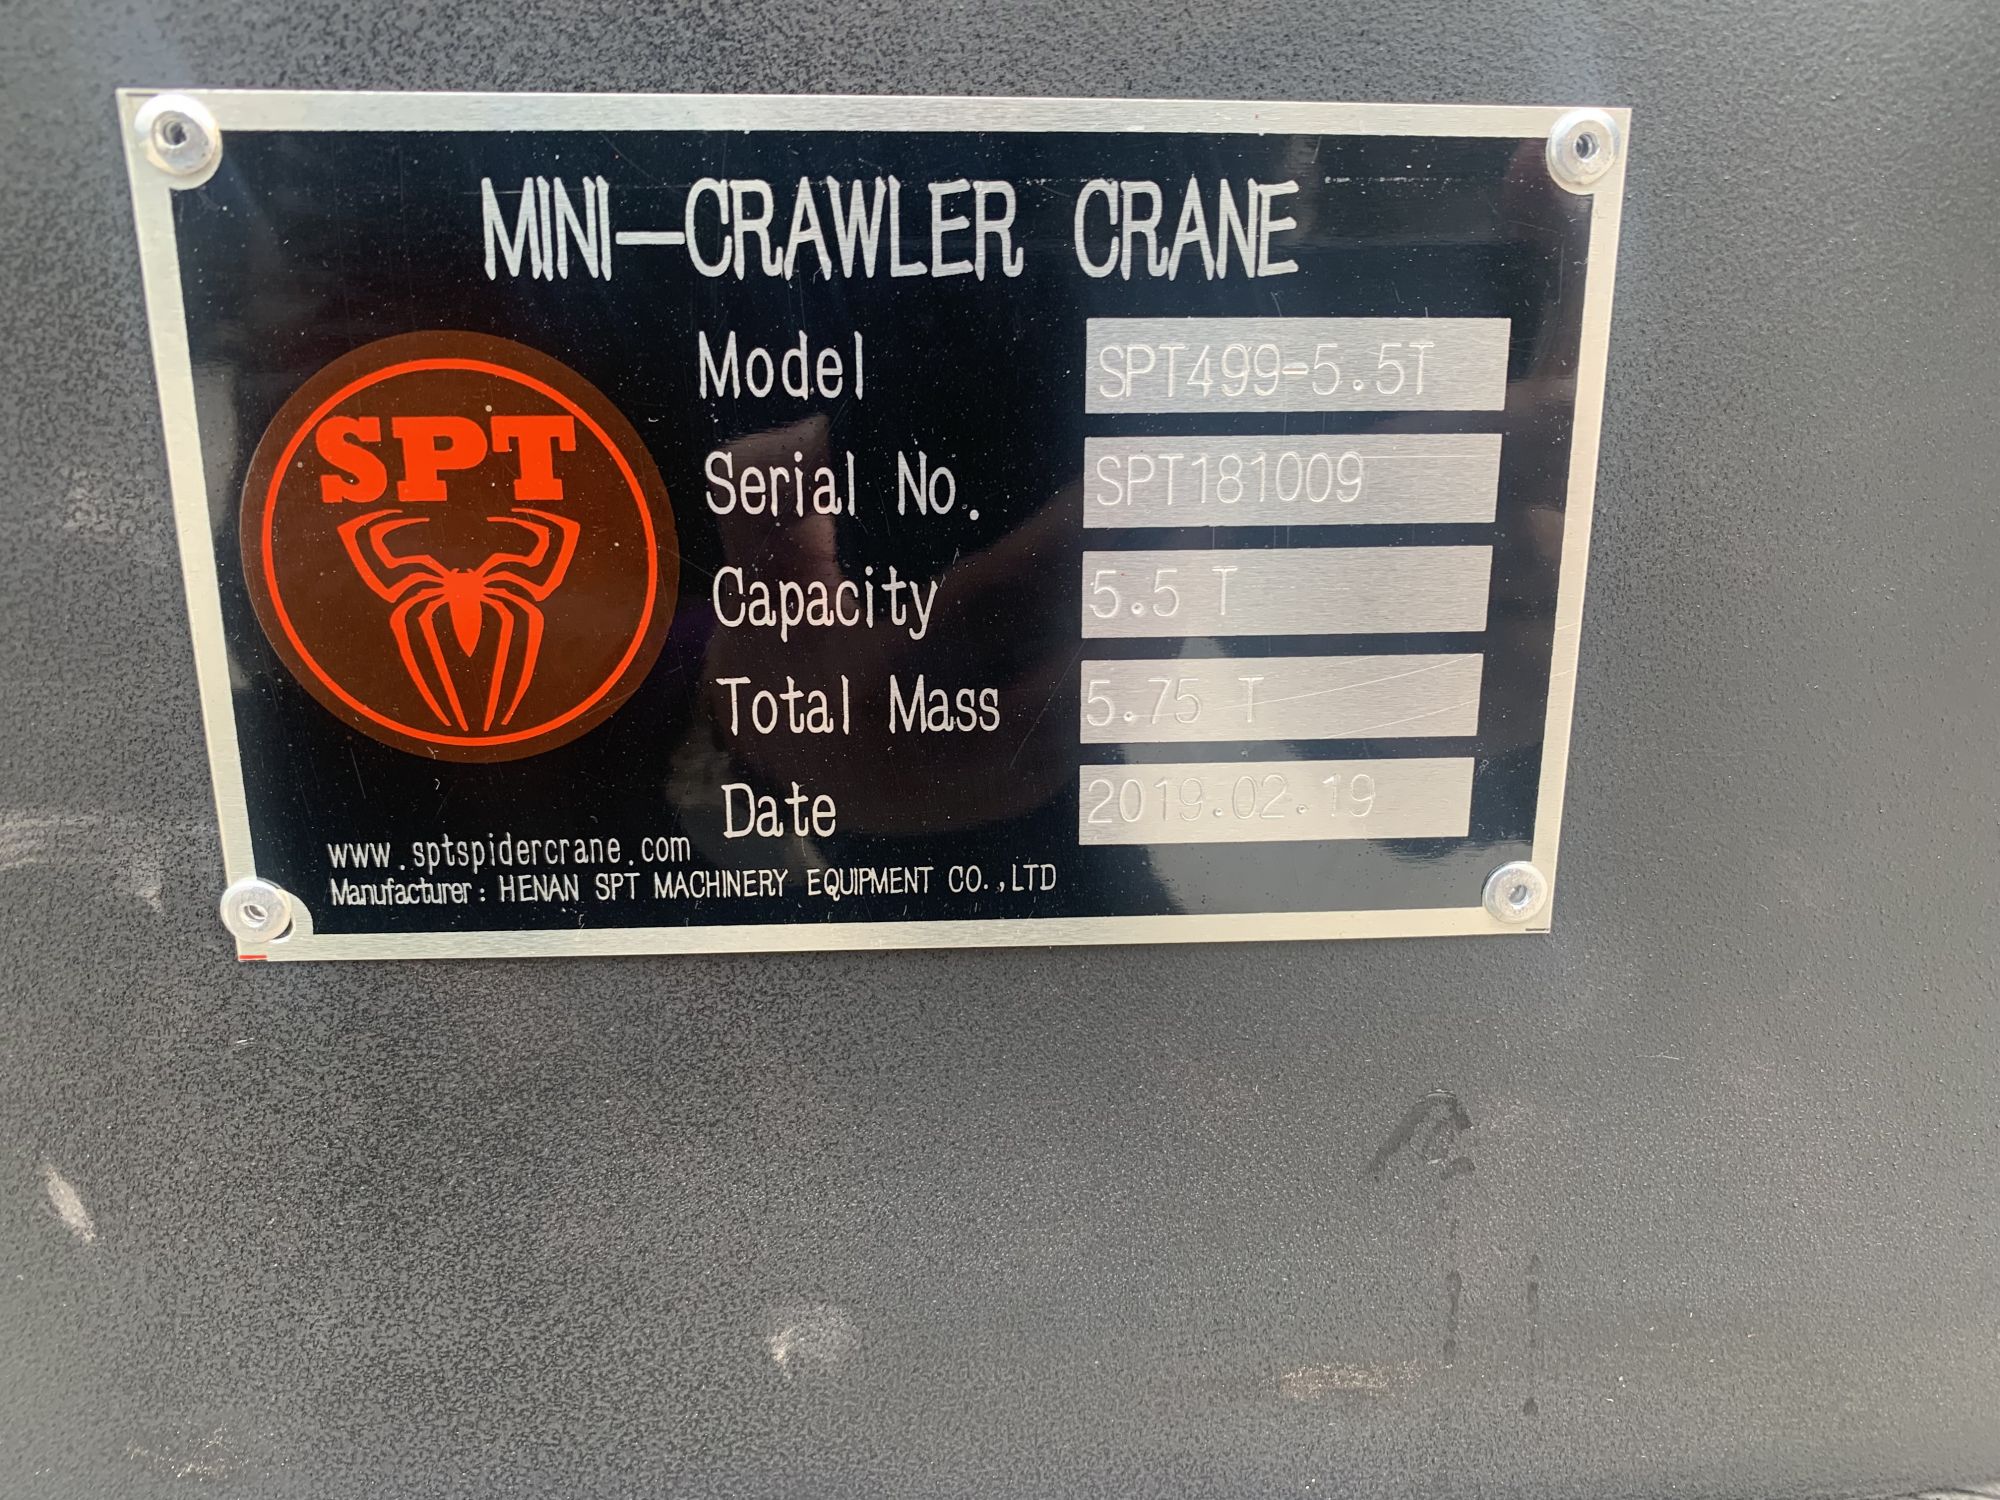 MINI-CRAWLER CRANE
SPT
Model SPT499-5.5T
Serial No. SPT181009
Capacity 5.5 T
Total Mass 5.75 T
Date 2019.02.19
www.sptspidercrane.com
Manufacturer: HENAN SPT MACHINERY EQUIPMENT CO.,LTD